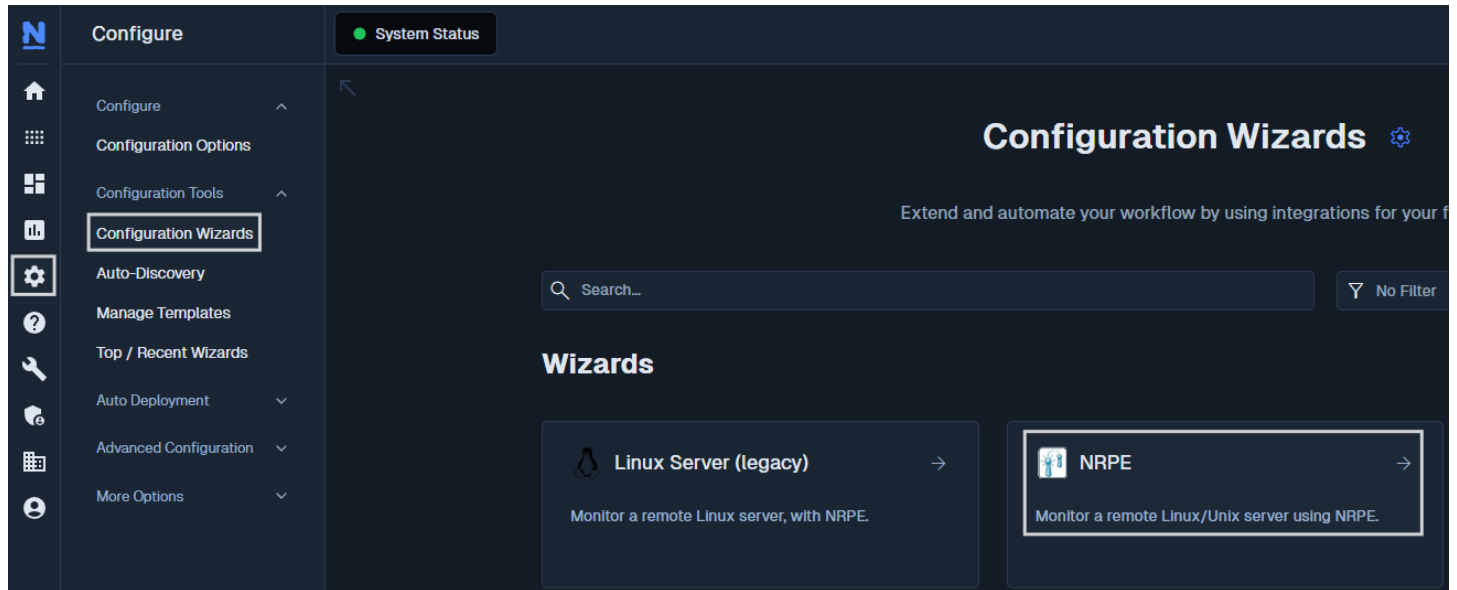 N
Configure
System Status
Configure
Configuration Options
Configuration Tools
Configuration Wizards
Auto-Discovery
Manage Templates
Top / Recent Wizards
Auto Deployment
Advanced Configuration
More Options
Configuration Wizards
Extend and automate your workflow by using integrations for your f
Search...
No Filter
Wizards
Linux Server (legacy)
Monitor a remote Linux server, with NRPE.
NRPE
Monitor a remote Linux/Unix server using NRPE.